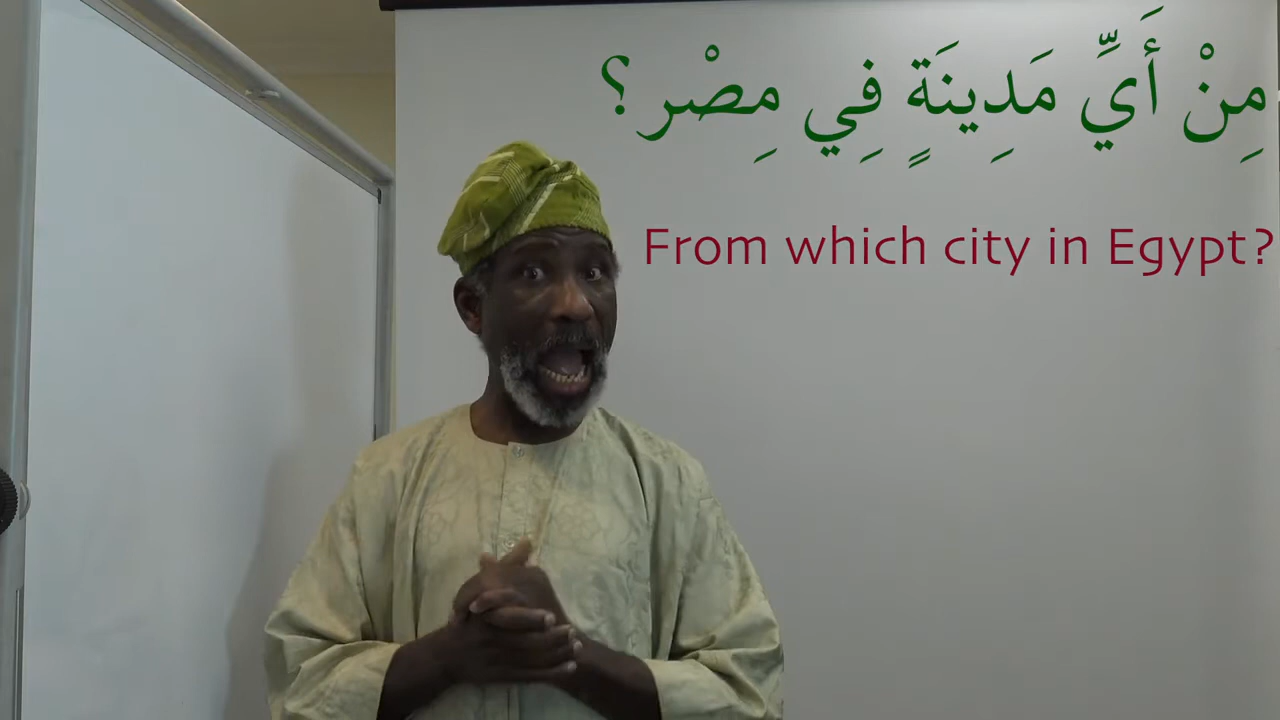 مِنْ أَيِّ مَدِينَةٍ فِي مِصْر؟
From which city in Egypt?